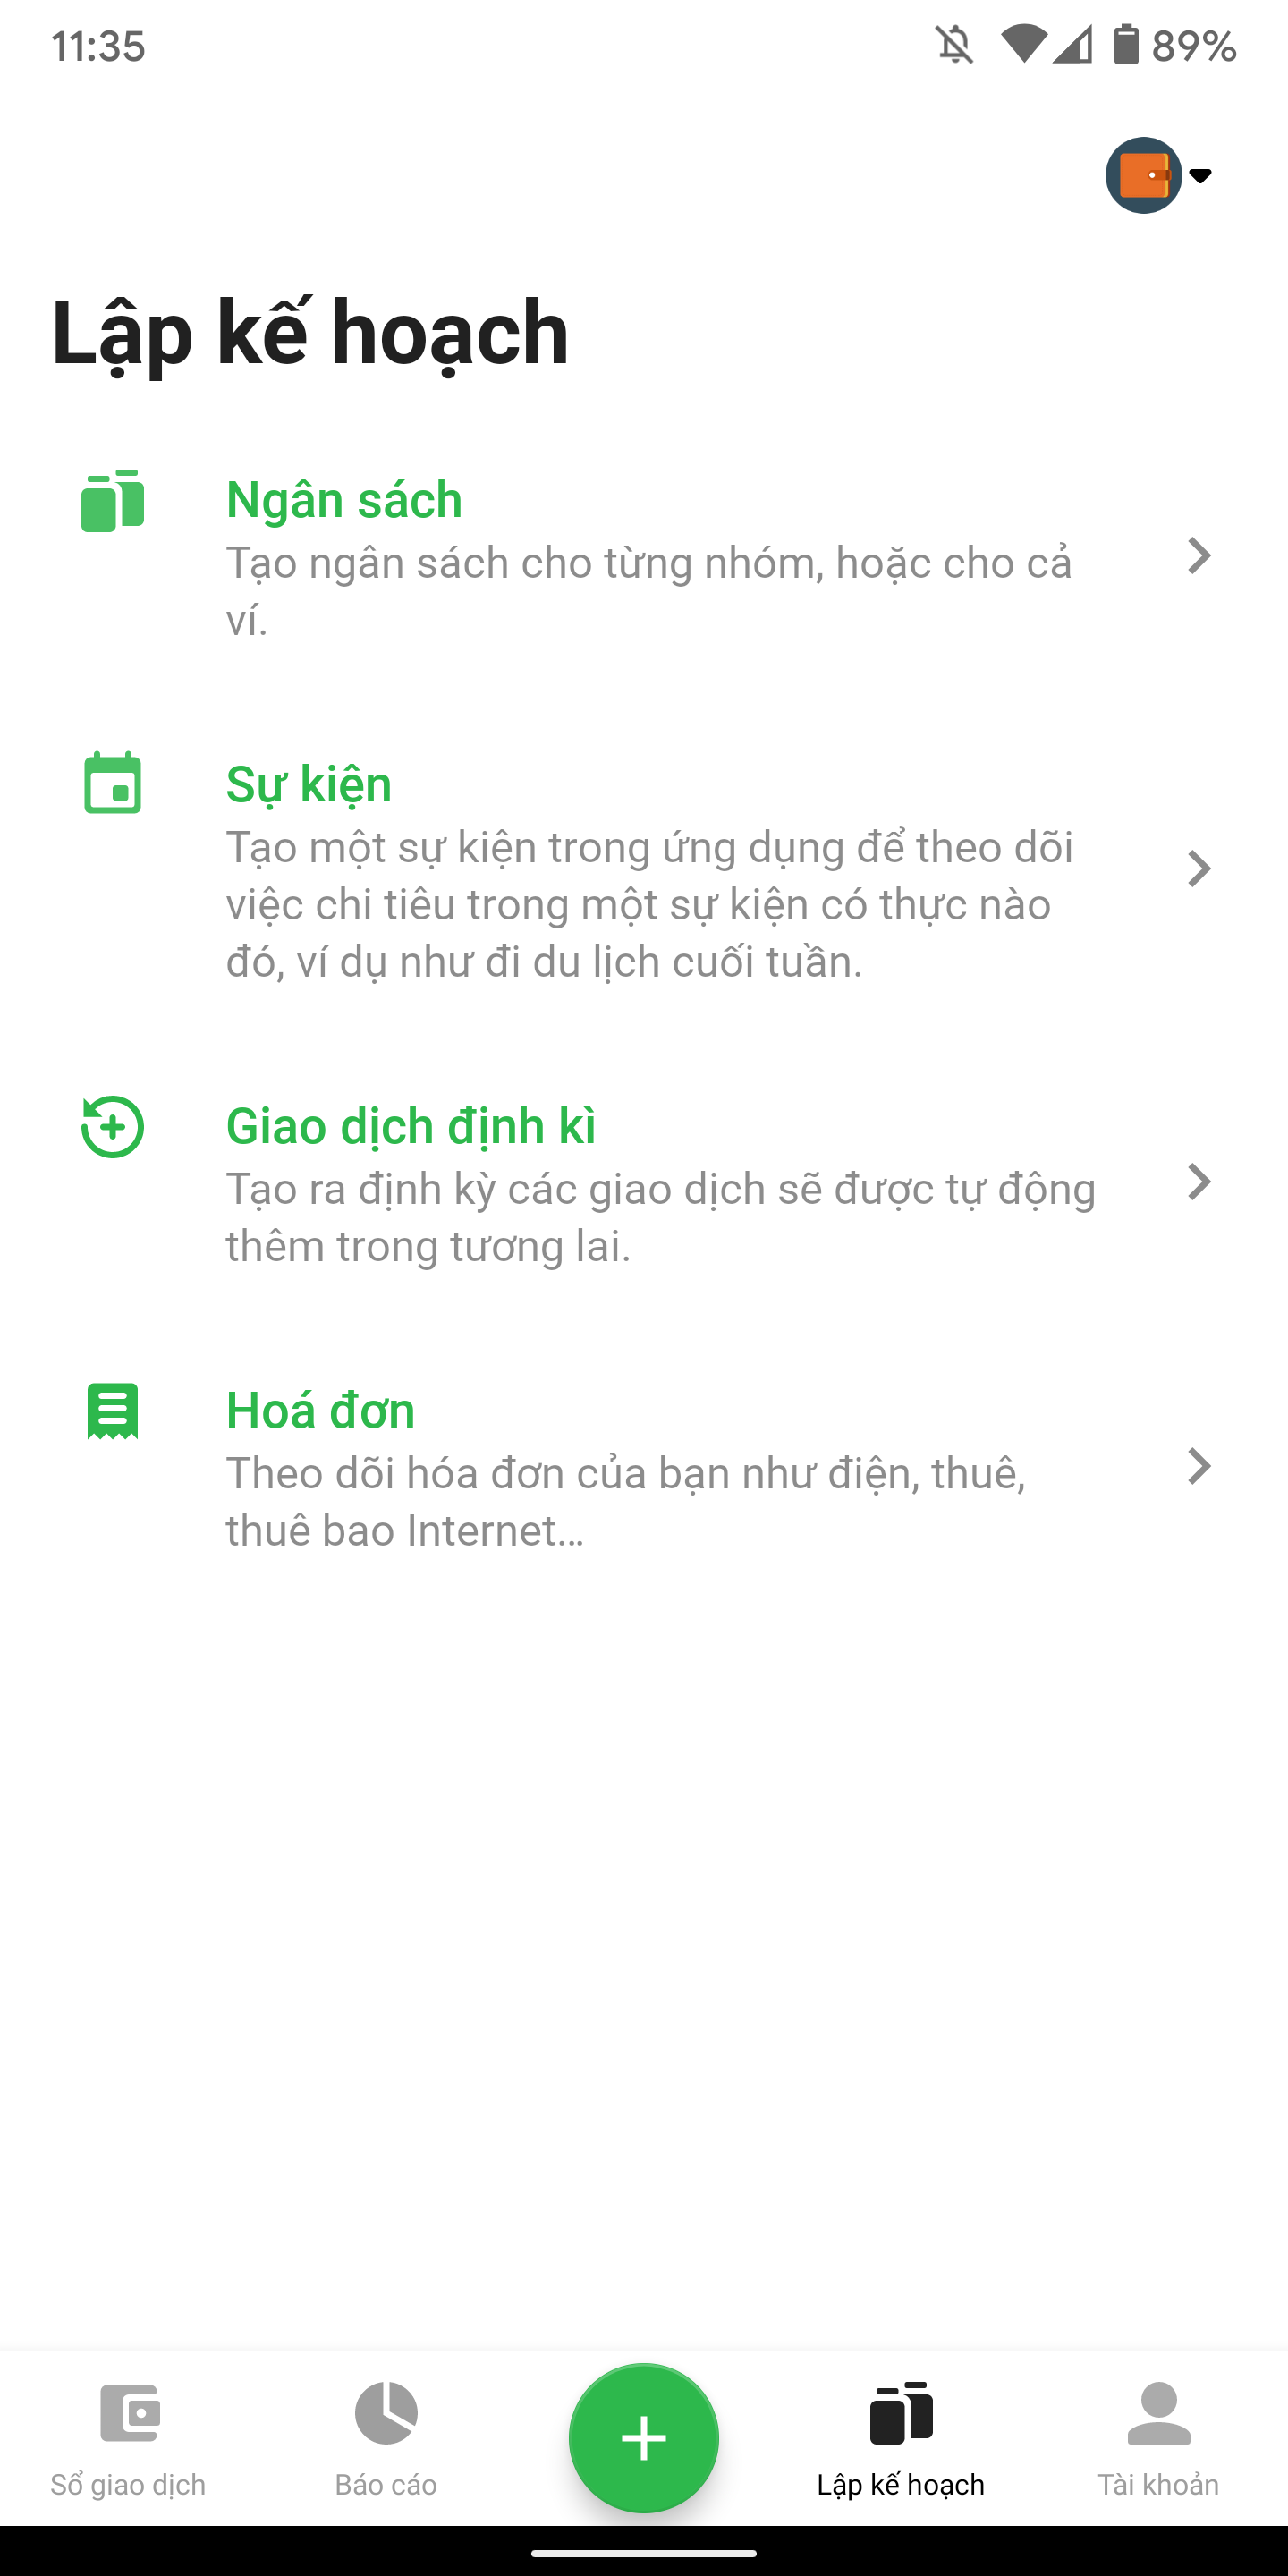 11:35
89%
Lập kế hoạch
Ngân sách
Tạo ngân sách cho từng nhóm, hoặc cho cả
ví.
Sự kiện
Tạo một sự kiện trong ứng dụng để theo dõi
việc chi tiêu trong một sự kiện có thực nào
đó, ví dụ như đi du lịch cuối tuần.
Giao dịch định kì
Tạo ra định kỳ các giao dịch sẽ được tự động
thêm trong tương lai.
Hoá đơn
Theo dõi hóa đơn của bạn như điện, thuê,
thuê bao Internet...
Sổ giao dịch
Báo cáo
Lập kế hoạch
Tài khoản